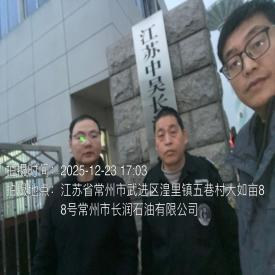 江苏中吴长
拍摄时间：2025-12-23 17:03
拍摄地点：江苏省常州市武进区湟里镇五巷村大如亩8
8号常州市长润石油有限公司